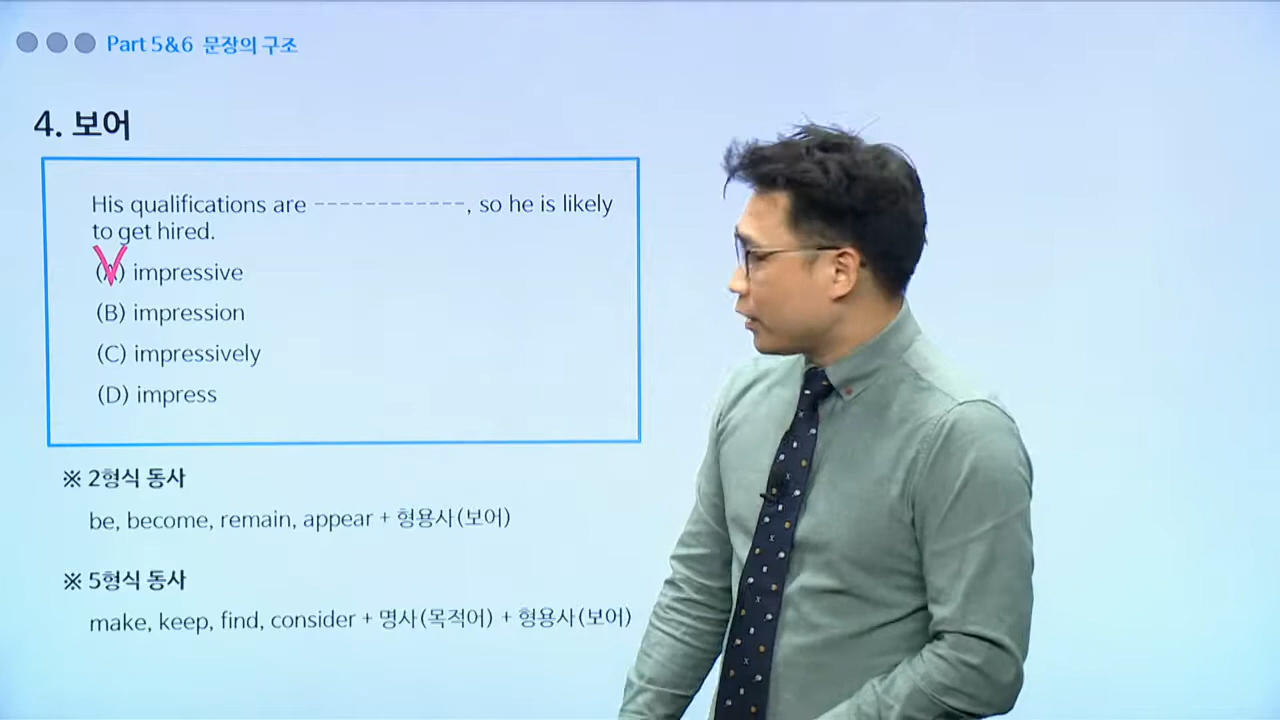 Part 5&6 문장의 구조
4. 보어
His qualifications are ------------, so he is likely
to get hired.
(A) impressive
(B) impression
(C) impressively
(D) impress
※ 2형식 동사
be, become, remain, appear + 형용사(보어)
※ 5형식 동사
make, keep, find, consider + 명사(목적어) + 형용사(보어)